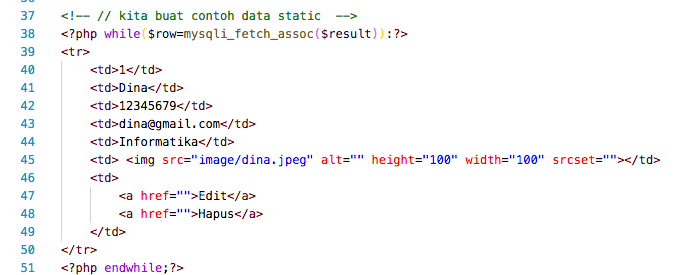 37 <!-- // kita buat contoh data static  -->
38 <?php while($row=mysqli_fetch_assoc($result)):?>
39 <tr>
40     <td>1</td>
41     <td>Dina</td>
42     <td>12345679</td>
43     <td>dina@gmail.com</td>
44     <td>Informatika</td>
45     <td> <img src="image/dina.jpeg" alt="" height="100" width="100" srcset=""></td>
46     <td>
47         <a href="">Edit</a>
48         <a href="">Hapus</a>
49     </td>
50 </tr>
51 <?php endwhile;?>